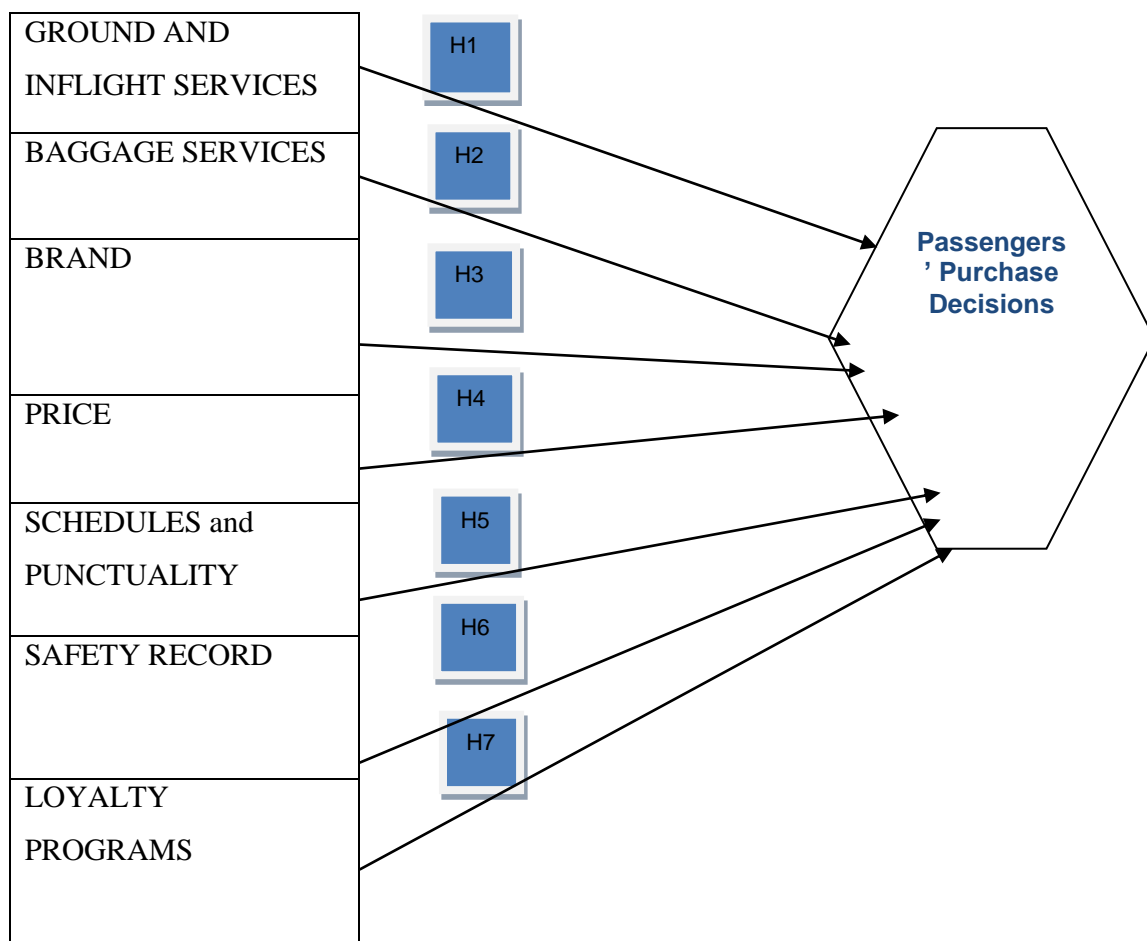 GROUND AND
INFLIGHT SERVICES
H1
BAGGAGE SERVICES
H2
BRAND
H3
PRICE
H4
SCHEDULES and
PUNCTUALITY
H5
SAFETY RECORD
H6
LOYALTY
PROGRAMS
H7
Passengers
’ Purchase
Decisions